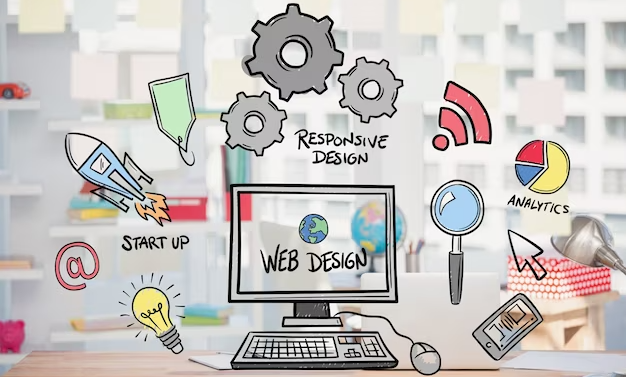 RESPONSIVE
DESIGN
ANALYTICS
START UP
@
WEB DESIGN